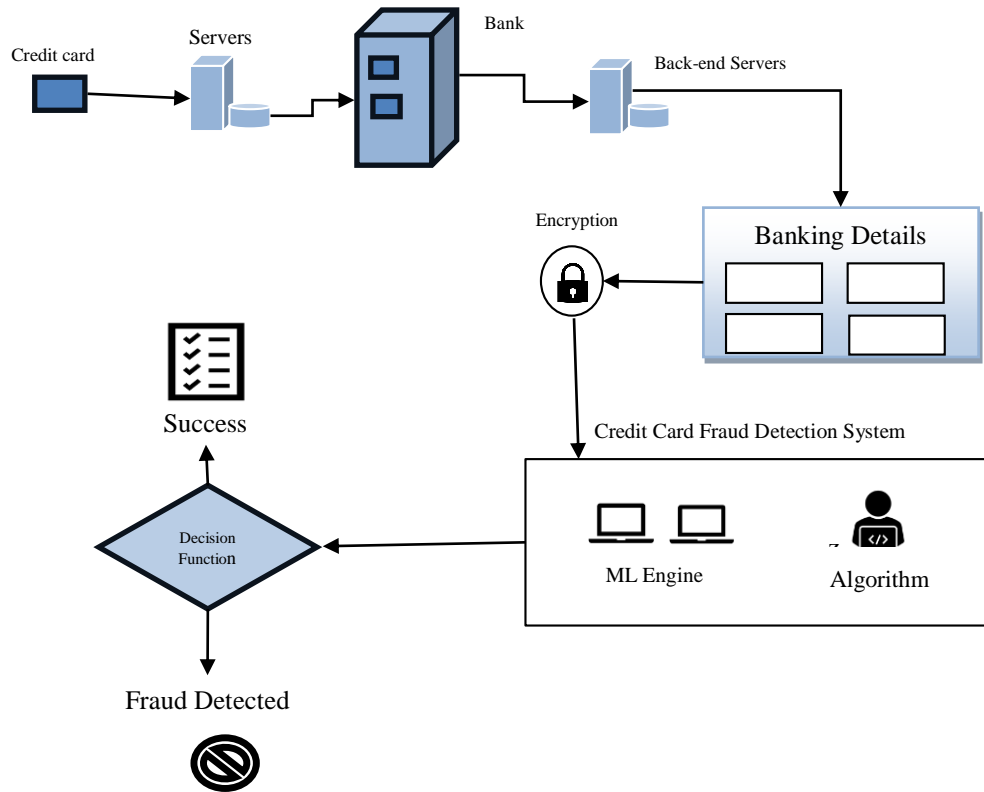 Credit card
Servers
Bank
Back-end Servers
Banking Details
Encryption
Success
Credit Card Fraud Detection System
Decision
Function
ML Engine
Algorithm
Fraud Detected